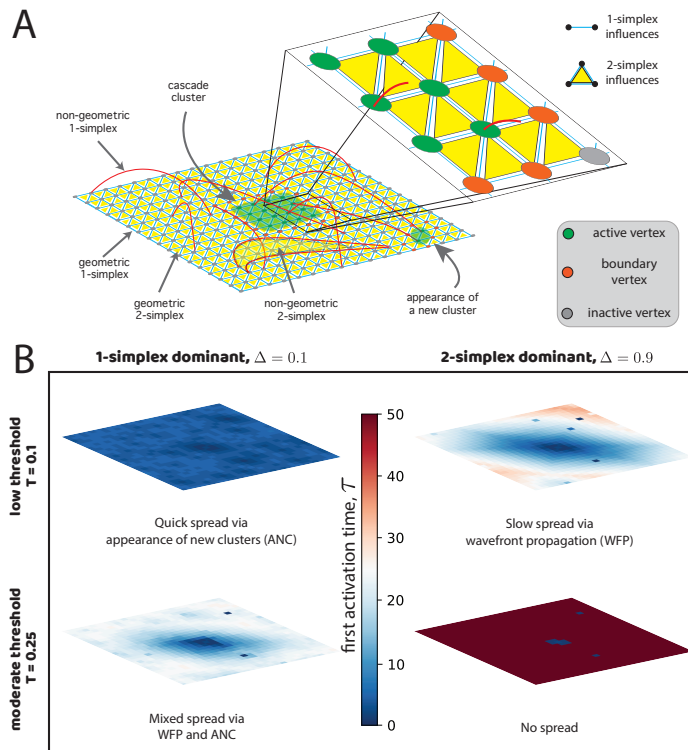 A
1-simplex
influences
2-simplex
influences
cascade
cluster
non-geometric
1-simplex
geometric
1-simplex
geometric
2-simplex
non-geometric
2-simplex
appearance of
a new cluster
active vertex
boundary
vertex
inactive vertex
B
1-simplex dominant, Δ = 0.1
2-simplex dominant, Δ = 0.9
low threshold
T = 0.1
Quick spread via
appearance of new clusters (ANC)
50
40
30
20
10
0
first activation time, 𝒯
Slow spread via
wavefront propagation (WFP)
moderate threshold
T = 0.25
Mixed spread via
WFP and ANC
No spread